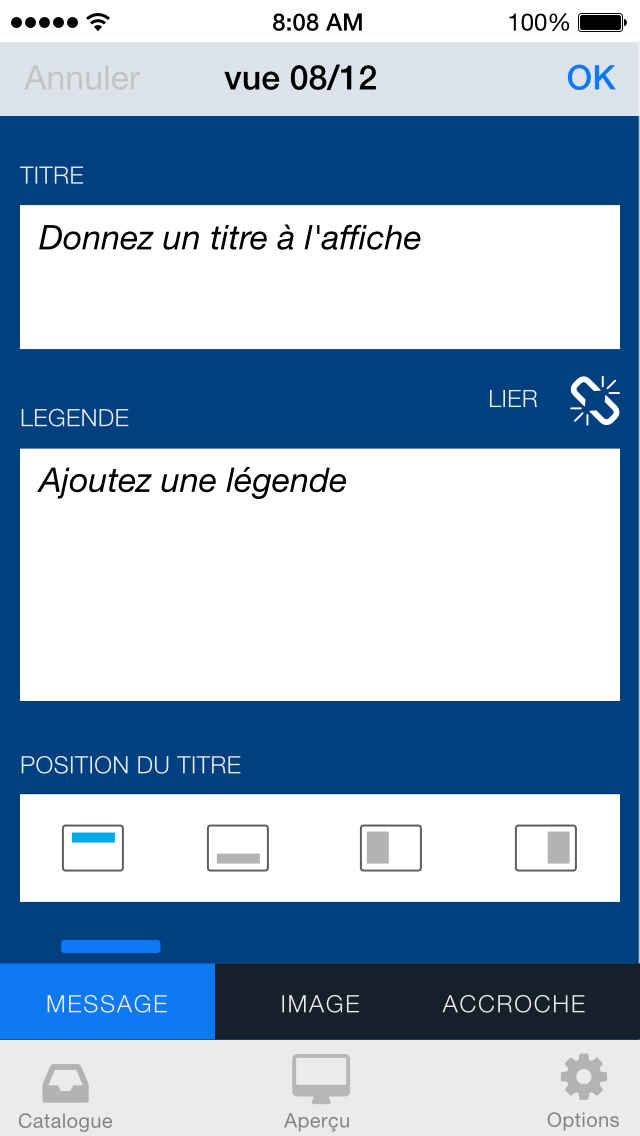 8:08 AM 100%
Annuler vue 08/12 OK
TITRE
Donnez un titre à l'affiche
LIER
LEGENDE
Ajoutez une légende
POSITION DU TITRE
MESSAGE IMAGE ACCROCHE
Catalogue Aperçu Options